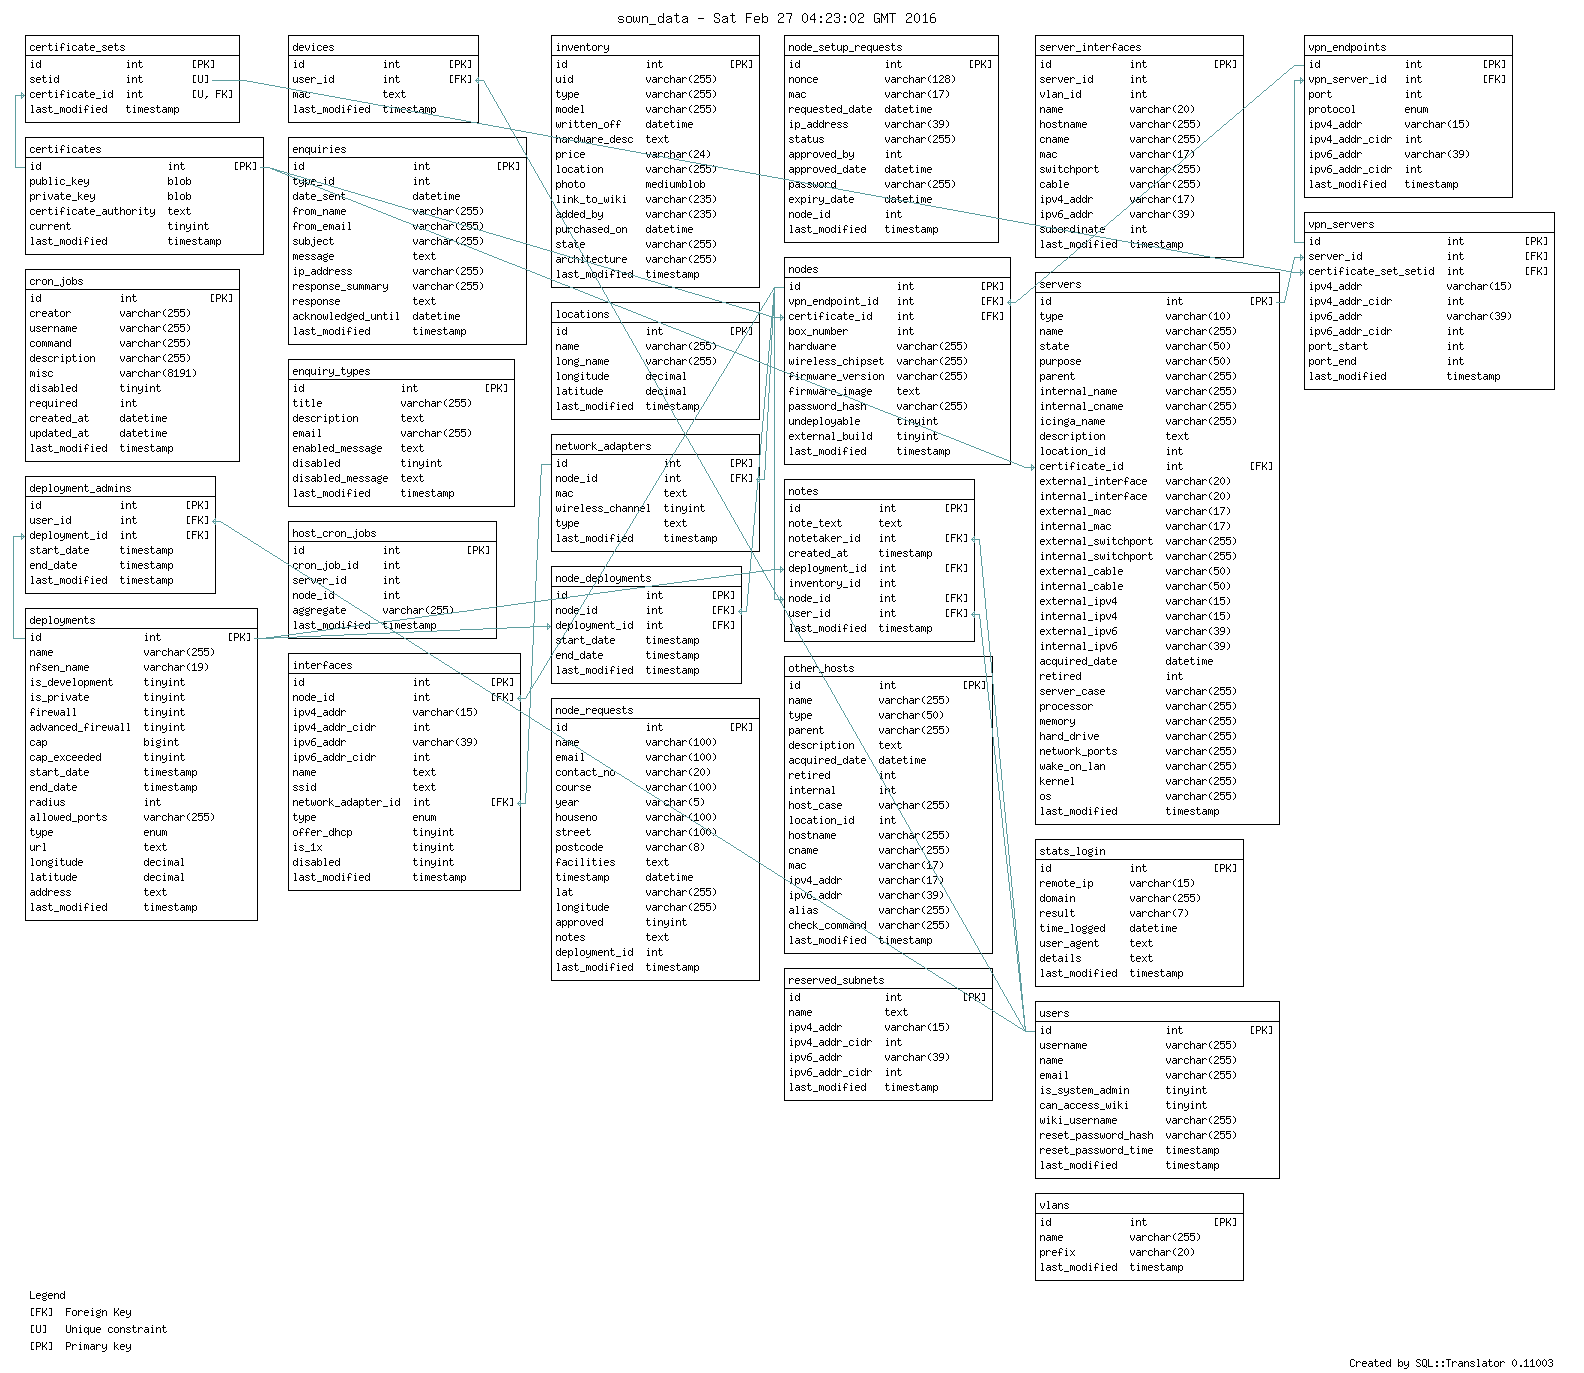 sown_data - Sat Feb 27 04:23:02 GMT 2016
certificate_sets
id int [PK]
setid int [U]
certificate_id int [U, FK]
last_modified timestamp
certificates
id int [PK]
public_key blob
private_key blob
certificate_authority text
current tinyint
last_modified timestamp
cron_jobs
id int [PK]
creator varchar(255)
username varchar(255)
command varchar(255)
description varchar(255)
misc varchar(8191)
disabled tinyint
required int
created_at datetime
updated_at datetime
last_modified timestamp
deployment_admins
id int [PK]
user_id int [FK]
deployment_id int [FK]
start_date timestamp
end_date timestamp
last_modified timestamp
deployments
id int [PK]
name varchar(255)
nfsen_name varchar(19)
is_development tinyint
is_private tinyint
firewall tinyint
advanced_firewall tinyint
cap bigint
cap_exceeded tinyint
start_date timestamp
end_date timestamp
radius int
allowed_ports varchar(255)
type enum
url text
longitude decimal
latitude decimal
address text
last_modified timestamp
devices
id int [PK]
user_id int [FK]
mac text
last_modified timestamp
enquiries
id int [PK]
type_id int
date_sent datetime
from_name varchar(255)
from_email varchar(255)
subject varchar(255)
message text
ip_address varchar(255)
response_summary varchar(255)
response text
acknowledged_until datetime
last_modified timestamp
enquiry_types
id int [PK]
title varchar(255)
description text
email varchar(255)
enabled_message text
disabled tinyint
disabled_message text
last_modified timestamp
host_cron_jobs
id int [PK]
cron_job_id int
server_id int
node_id int
aggregate varchar(255)
last_modified timestamp
interfaces
id int [PK]
node_id int [FK]
ipv4_addr varchar(15)
ipv4_addr_cidr int
ipv6_addr varchar(39)
ipv6_addr_cidr int
name text
ssid text
network_adapter_id int [FK]
type enum
offer_dhcp tinyint
is_1x tinyint
disabled tinyint
last_modified timestamp
inventory
id int [PK]
uid varchar(255)
type varchar(255)
model varchar(255)
written_off datetime
hardware_desc text
price varchar(24)
location varchar(255)
photo mediumblob
link_to_wiki varchar(235)
added_by varchar(235)
purchased_on datetime
state varchar(255)
architecture varchar(255)
last_modified timestamp
locations
id int [PK]
name varchar(255)
long_name varchar(255)
longitude decimal
latitude decimal
last_modified timestamp
network_adapters
id int [PK]
node_id int [FK]
mac text
wireless_channel tinyint
type text
last_modified timestamp
node_deployments
id int [PK]
node_id int [FK]
deployment_id int [FK]
start_date timestamp
end_date timestamp
last_modified timestamp
node_requests
id int [PK]
name varchar(100)
email varchar(100)
contact_no varchar(20)
course varchar(100)
year varchar(5)
houseno varchar(100)
street varchar(100)
postcode varchar(8)
facilities text
timestamp datetime
lat varchar(255)
longitude varchar(255)
approved tinyint
notes text
deployment_id int
last_modified timestamp
node_setup_requests
id int [PK]
nonce varchar(128)
mac varchar(17)
requested_date datetime
ip_address varchar(39)
status varchar(255)
approved_by int
approved_date datetime
password varchar(255)
expiry_date datetime
node_id int
last_modified timestamp
nodes
id int [PK]
vpn_endpoint_id int [FK]
certificate_id int [FK]
box_number int
hardware varchar(255)
wireless_chipset varchar(255)
firmware_version varchar(255)
firmware_image text
password_hash varchar(255)
undeployable tinyint
external_build tinyint
last_modified timestamp
notes
id int [PK]
note_text text
notetaker_id int [FK]
created_at timestamp
deployment_id int [FK]
inventory_id int
node_id int [FK]
user_id int [FK]
last_modified timestamp
other_hosts
id int [PK]
name varchar(255)
type varchar(50)
parent varchar(255)
description text
acquired_date datetime
retired int
internal int
host_case varchar(255)
location_id int
hostname varchar(255)
cname varchar(255)
mac varchar(17)
ipv4_addr varchar(17)
ipv6_addr varchar(39)
alias varchar(255)
check_command varchar(255)
last_modified timestamp
reserved_subnets
id int [PK]
name text
ipv4_addr varchar(15)
ipv4_addr_cidr int
ipv6_addr varchar(39)
ipv6_addr_cidr int
last_modified timestamp
server_interfaces
id int [PK]
server_id int
vlan_id int
name varchar(20)
hostname varchar(255)
cname varchar(255)
mac varchar(17)
switchport varchar(255)
cable varchar(255)
ipv4_addr varchar(17)
ipv6_addr varchar(39)
subordinate int
last_modified timestamp
servers
id int [PK]
type varchar(10)
name varchar(255)
state varchar(50)
purpose varchar(50)
parent varchar(255)
internal_name varchar(255)
internal_cname varchar(255)
icinga_name varchar(255)
description text
location_id int
certificate_id int [FK]
external_interface varchar(20)
internal_interface varchar(20)
external_mac varchar(17)
internal_mac varchar(17)
external_switchport varchar(255)
internal_switchport varchar(255)
external_cable varchar(50)
internal_cable varchar(50)
external_ipv4 varchar(15)
internal_ipv4 varchar(15)
external_ipv6 varchar(39)
internal_ipv6 varchar(39)
acquired_date datetime
retired int
server_case varchar(255)
processor varchar(255)
memory varchar(255)
hard_drive varchar(255)
network_ports varchar(255)
wake_on_lan varchar(255)
kernel varchar(255)
os varchar(255)
last_modified timestamp
stats_login
id int [PK]
remote_ip varchar(15)
domain varchar(255)
result varchar(7)
time_logged datetime
user_agent text
details text
last_modified timestamp
users
id int [PK]
username varchar(255)
name varchar(255)
email varchar(255)
is_system_admin tinyint
can_access_wiki tinyint
wiki_username varchar(255)
reset_password_hash varchar(255)
reset_password_time timestamp
last_modified timestamp
vlans
id int [PK]
name varchar(255)
prefix varchar(20)
last_modified timestamp
vpn_endpoints
id int [PK]
vpn_server_id int [FK]
port int
protocol enum
ipv4_addr varchar(15)
ipv4_addr_cidr int
ipv6_addr varchar(39)
ipv6_addr_cidr int
last_modified timestamp
vpn_servers
id int [PK]
server_id int [FK]
certificate_set_setid int [FK]
ipv4_addr varchar(15)
ipv4_addr_cidr int
ipv6_addr varchar(39)
ipv6_addr_cidr int
port_start int
port_end int
last_modified timestamp
Legend
[FK] Foreign Key
[U] Unique constraint
[PK] Primary key
Created by SQL::Translator 0.11003